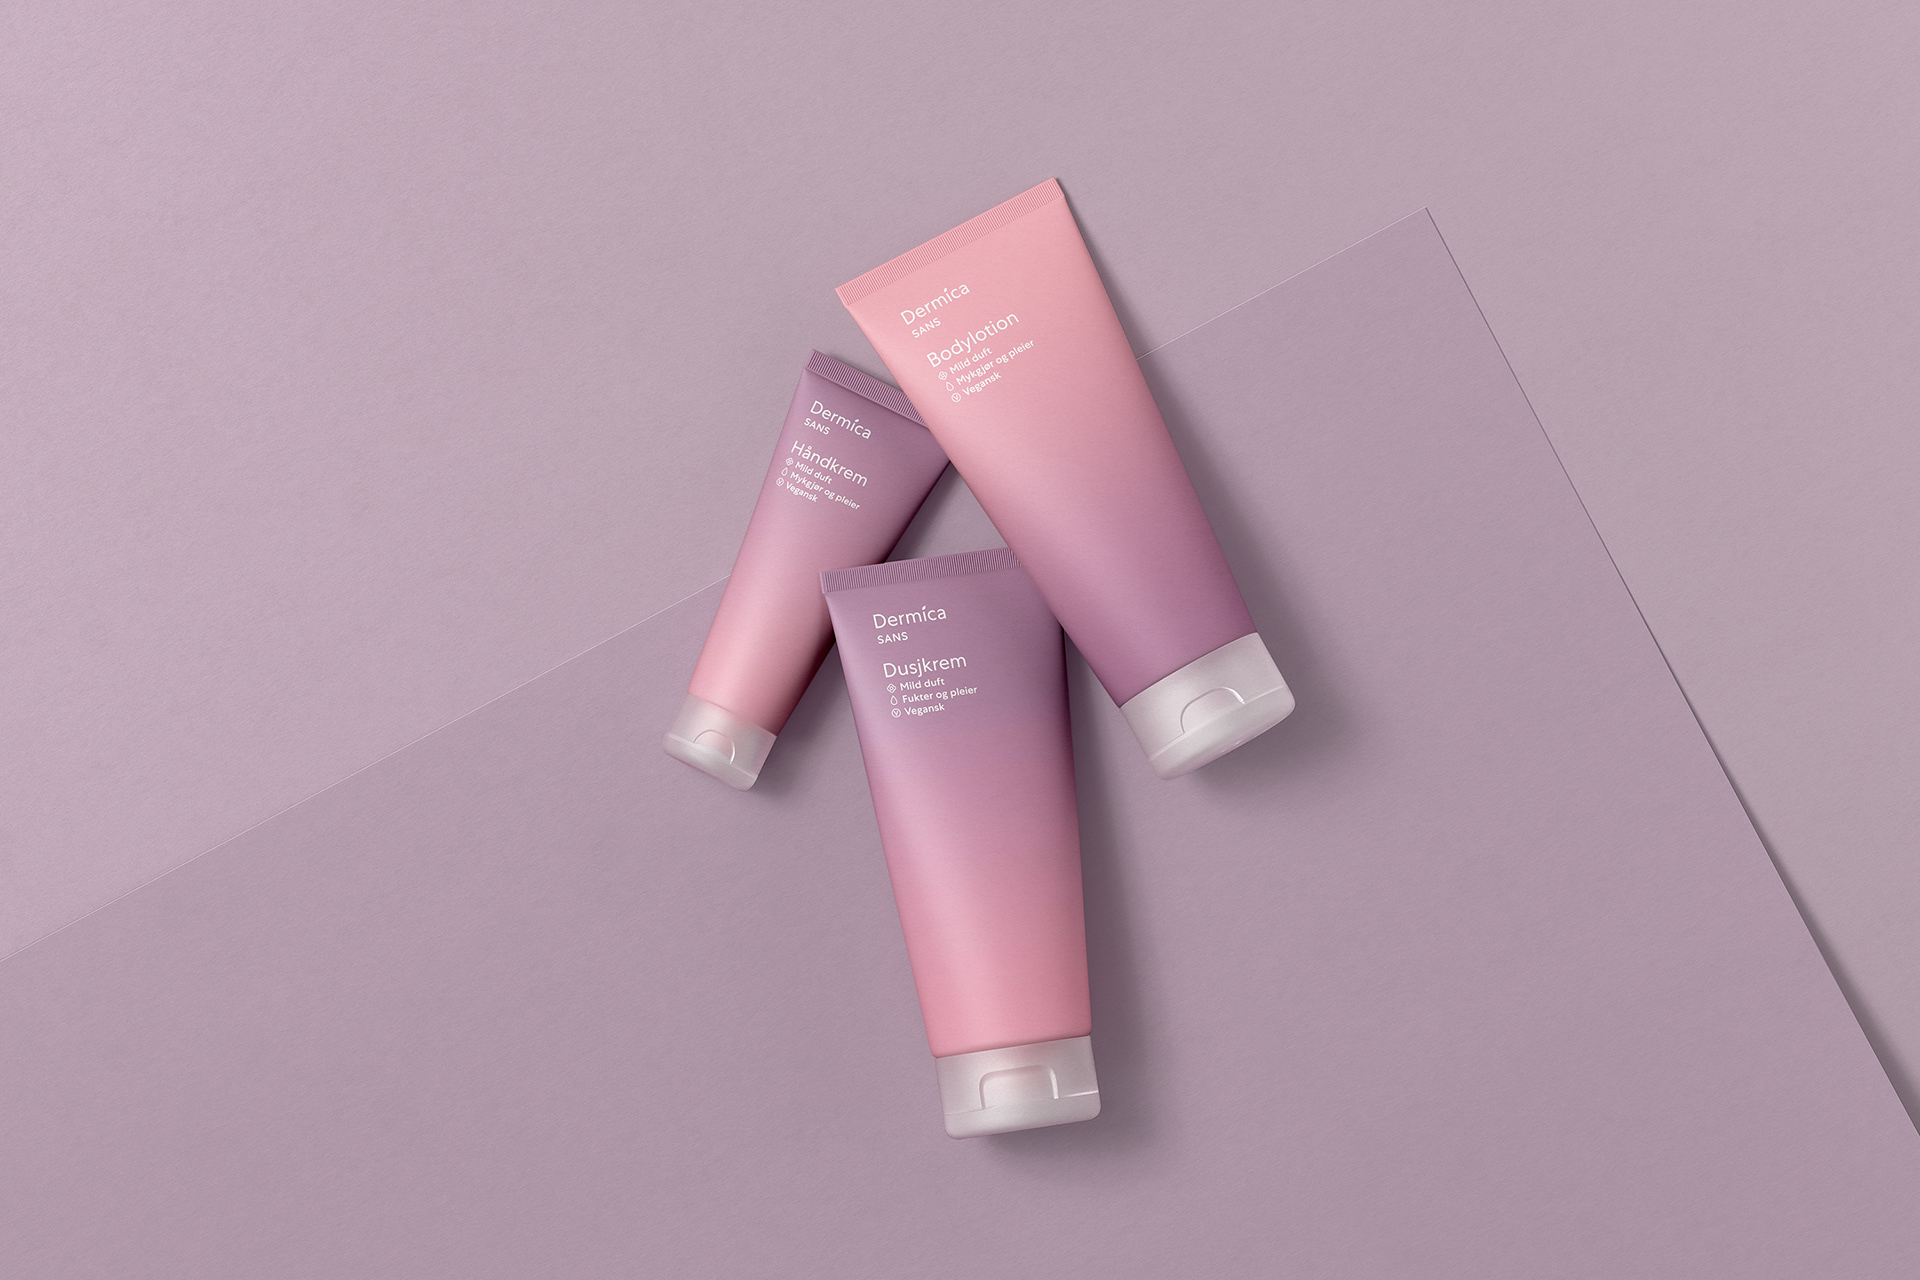 Dermíca
SANS
Bodylotion
Mild duft
Mykgjør og pleier
Vegansk
Dermíca
SANS
Håndkrem
Mild duft
Mykgjør og pleier
Vegansk
Dermíca
SANS
Dusjkrem
Mild duft
Fukter og pleier
Vegansk